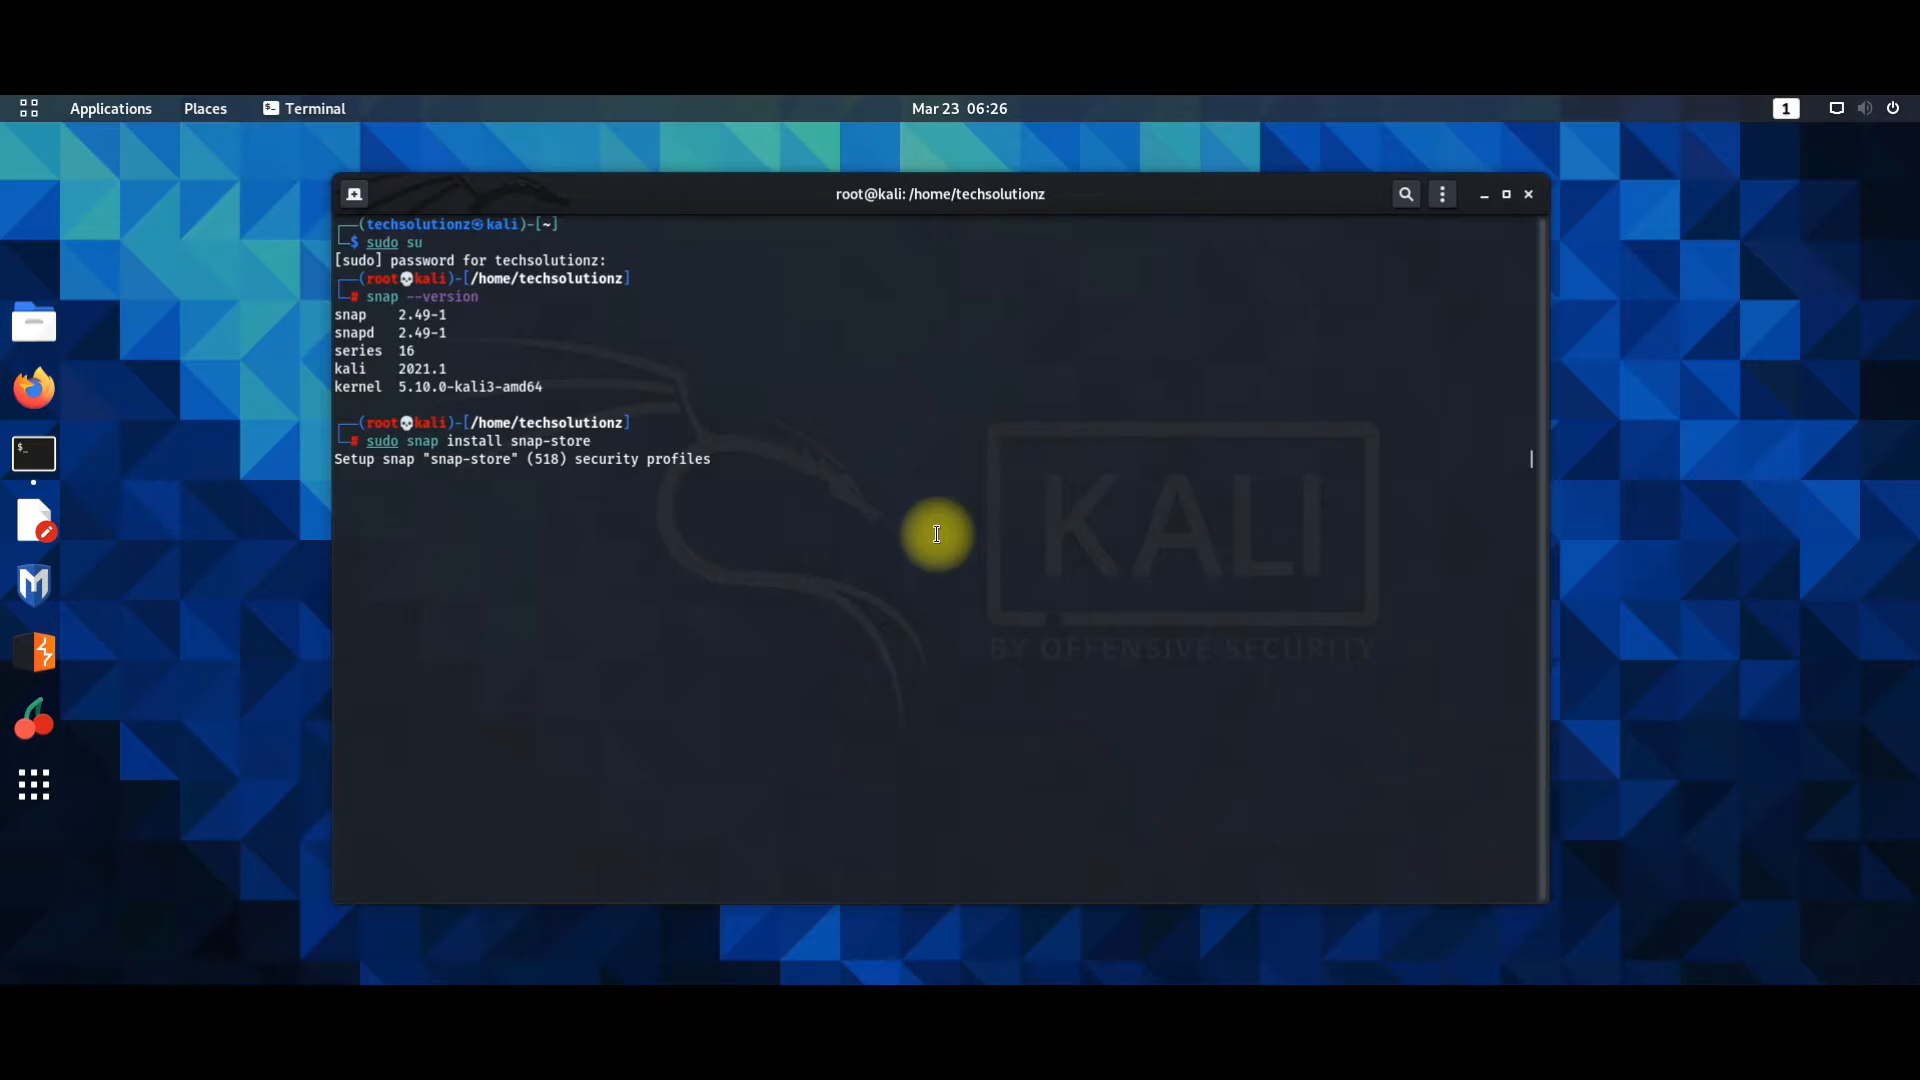 Applications Places Terminal Mar 23 06:26 1
root@kali: /home/techsolutionz
┌──(techsolutionz㉿kali)-[~]
└─$ sudo su
[sudo] password for techsolutionz:
┌──(root💀kali)-[/home/techsolutionz]
└─# snap --version
snap 2.49-1
snapd 2.49-1
series 16
kali 2021.1
kernel 5.10.0-kali3-amd64
┌──(root💀kali)-[/home/techsolutionz]
└─# sudo snap install snap-store
Setup snap "snap-store" (518) security profiles |
KALI
BY OFFENSIVE SECURITY